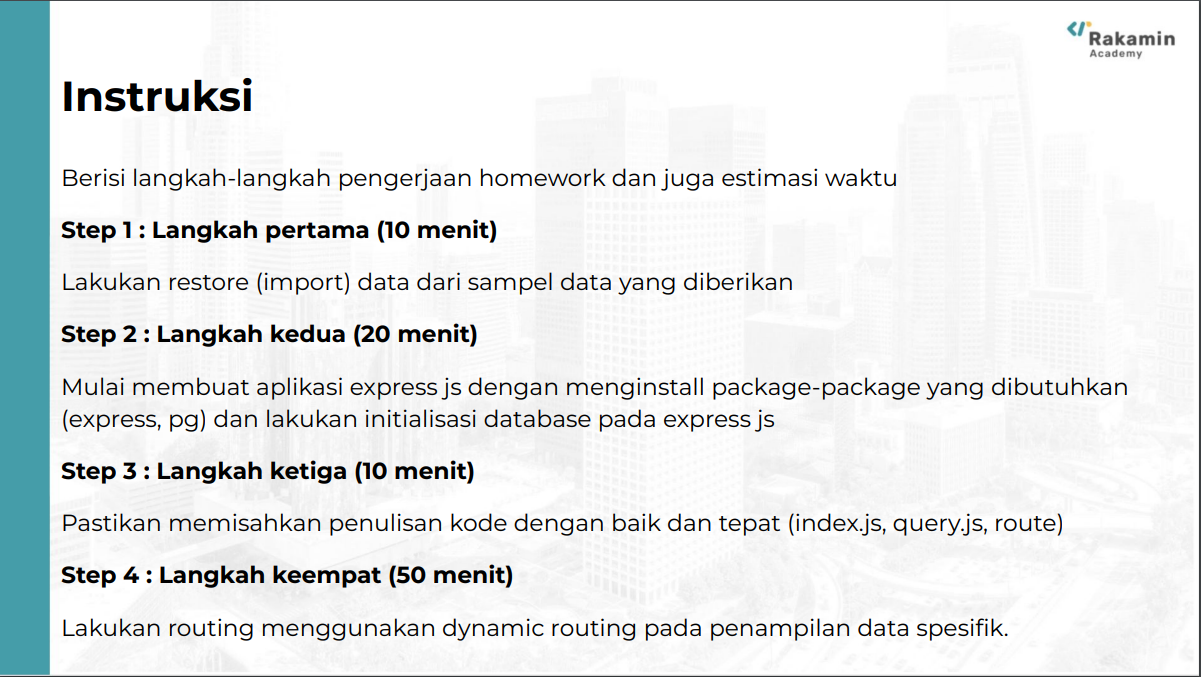 Rakamin
Academy
Instruksi
Berisi langkah-langkah pengerjaan homework dan juga estimasi waktu
Step 1 : Langkah pertama (10 menit)
Lakukan restore (import) data dari sampel data yang diberikan
Step 2 : Langkah kedua (20 menit)
Mulai membuat aplikasi express js dengan menginstall package-package yang dibutuhkan
(express, pg) dan lakukan initialisasi database pada express js
Step 3 : Langkah ketiga (10 menit)
Pastikan memisahkan penulisan kode dengan baik dan tepat (index.js, query.js, route)
Step 4 : Langkah keempat (50 menit)
Lakukan routing menggunakan dynamic routing pada penampilan data spesifik.